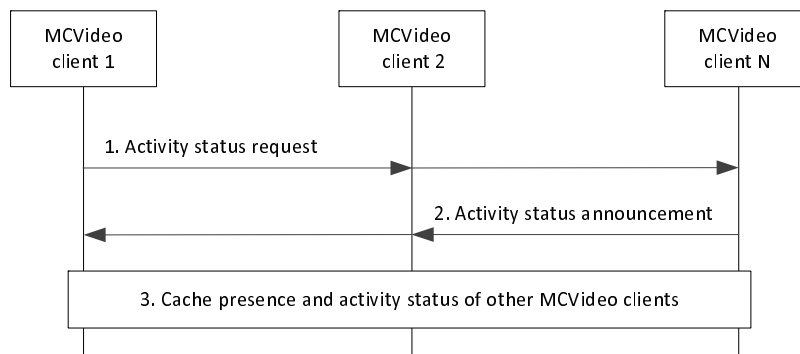 MCVideo
client 1
MCVideo
client 2
MCVideo
client N
1. Activity status request
2. Activity status announcement
3. Cache presence and activity status of other MCVideo clients